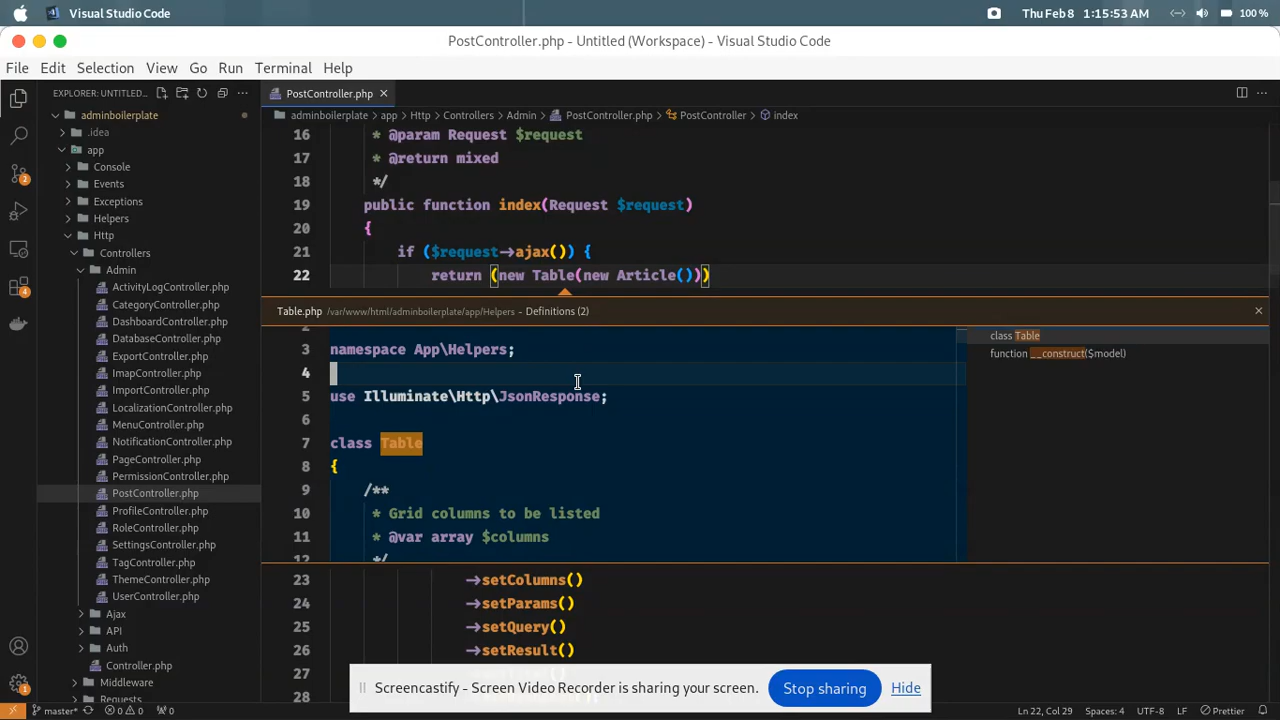 Visual Studio Code
Thu Feb 8 1:15:53 AM
100 %
PostController.php - Untitled (Workspace) - Visual Studio Code
File Edit Selection View Go Run Terminal Help
EXPLORER: UNTITLED...
PostController.php
adminboilerplate
.idea
app
Console
Events
Exceptions
Helpers
Http
Controllers
Admin
ActivityLogController.php
CategoryController.php
DashboardController.php
DatabaseController.php
ExportController.php
ImapController.php
ImportController.php
LocalizationController.php
MenuController.php
NotificationController.php
PageController.php
PermissionController.php
PostController.php
ProfileController.php
RoleController.php
SettingsController.php
TagController.php
ThemeController.php
UserController.php
Ajax
API
Auth
Controller.php
Middleware
Requests
2
4
1
adminboilerplate > app > Http > Controllers > Admin > PostController.php > PostController > index
16 * @param Request $request
17 * @return mixed
18 */
19 public function index(Request $request)
20 {
21 if ($request->ajax()) {
22 return (new Table(new Article()))
Table.php /var/www/html/adminboilerplate/app/Helpers - Definitions (2)
2
3 namespace App\Helpers;
4
5 use Illuminate\Http\JsonResponse;
6
7 class Table
8 {
9 /**
10 * Grid columns to be listed
11 * @var array $columns
12 */
class Table
function __construct($model)
23 ->setColumns()
24 ->setParams()
25 ->setQuery()
26 ->setResult()
27
28
Screencastify - Screen Video Recorder is sharing your screen.
Stop sharing
Hide
master* 0 0 0
Ln 22, Col 29 Spaces: 4 UTF-8 LF Prettier